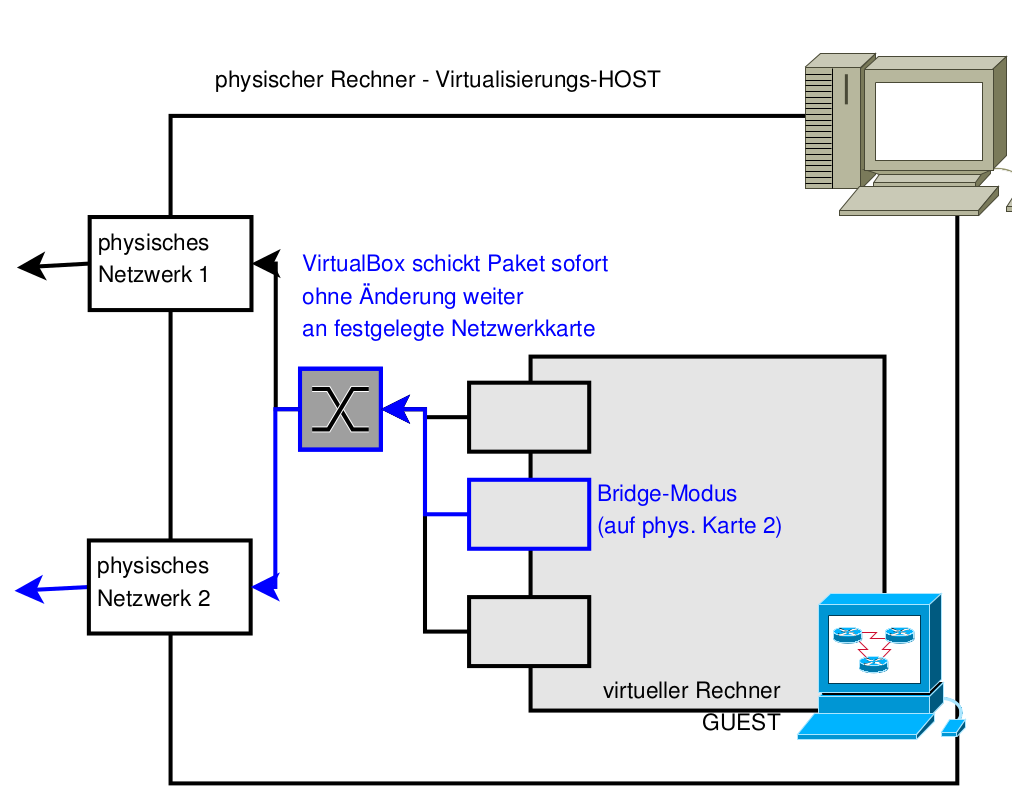 physischer Rechner - Virtualisierungs-HOST
physisches
Netzwerk 1
VirtualBox schickt Paket sofort
ohne Änderung weiter
an festgelegte Netzwerkkarte
Bridge-Modus
(auf phys. Karte 2)
physisches
Netzwerk 2
virtueller Rechner
GUEST